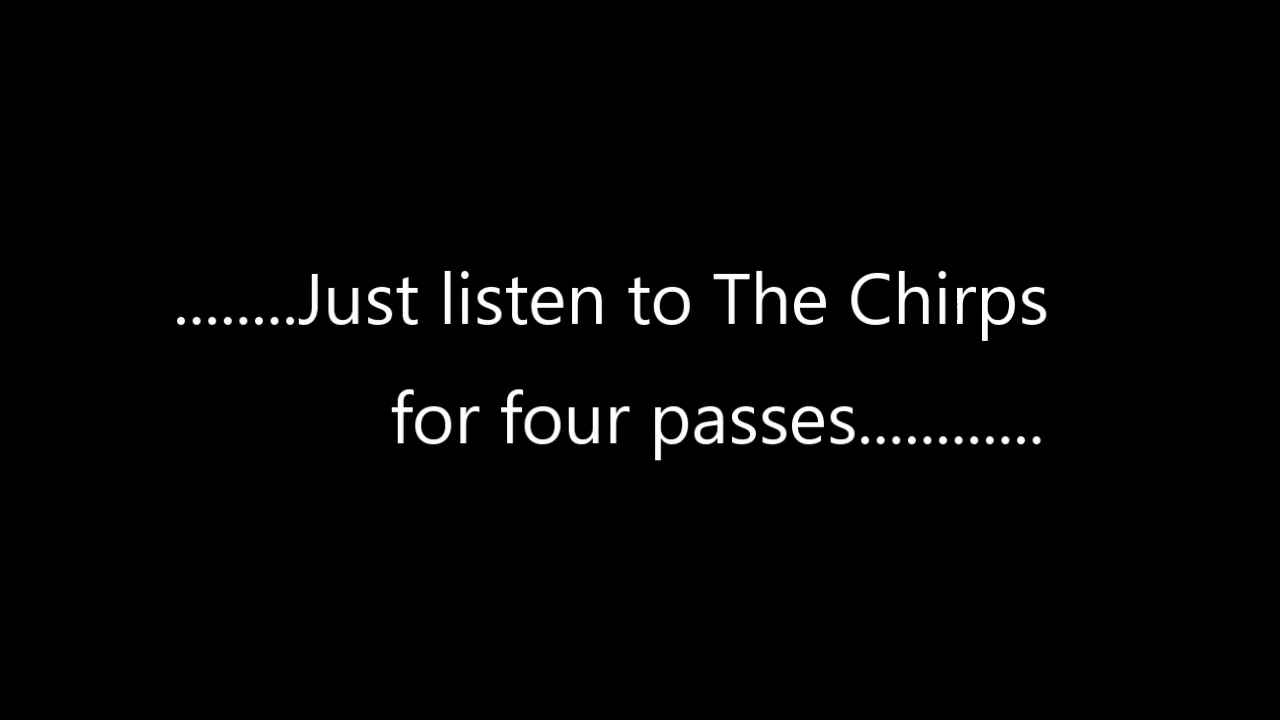 ........Just listen to The Chirps
for four passes............